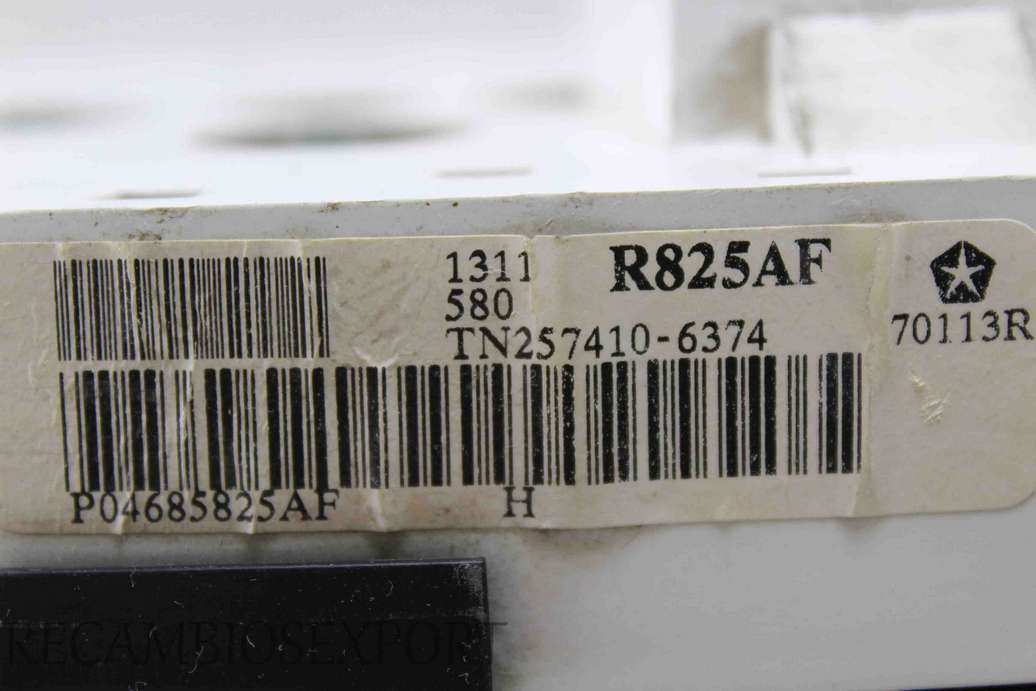 1311 R825AF
580
TN257410-6374 70113R
P04685825AF H
RECAMBIOSEXPORT